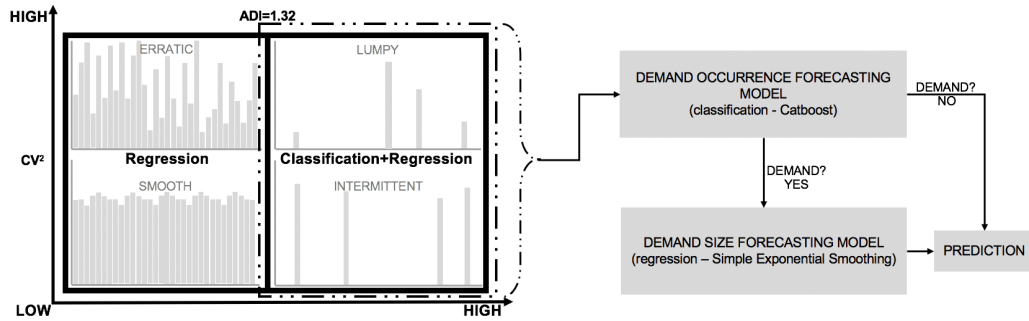 HIGH
ADI=1.32
ERRATIC
LUMPY
Regression
Classification+Regression
CV²
SMOOTH
INTERMITTENT
LOW
HIGH
DEMAND OCCURRENCE FORECASTING
MODEL
(classification - Catboost)
DEMAND?
NO
DEMAND?
YES
DEMAND SIZE FORECASTING MODEL
(regression – Simple Exponential Smoothing)
PREDICTION